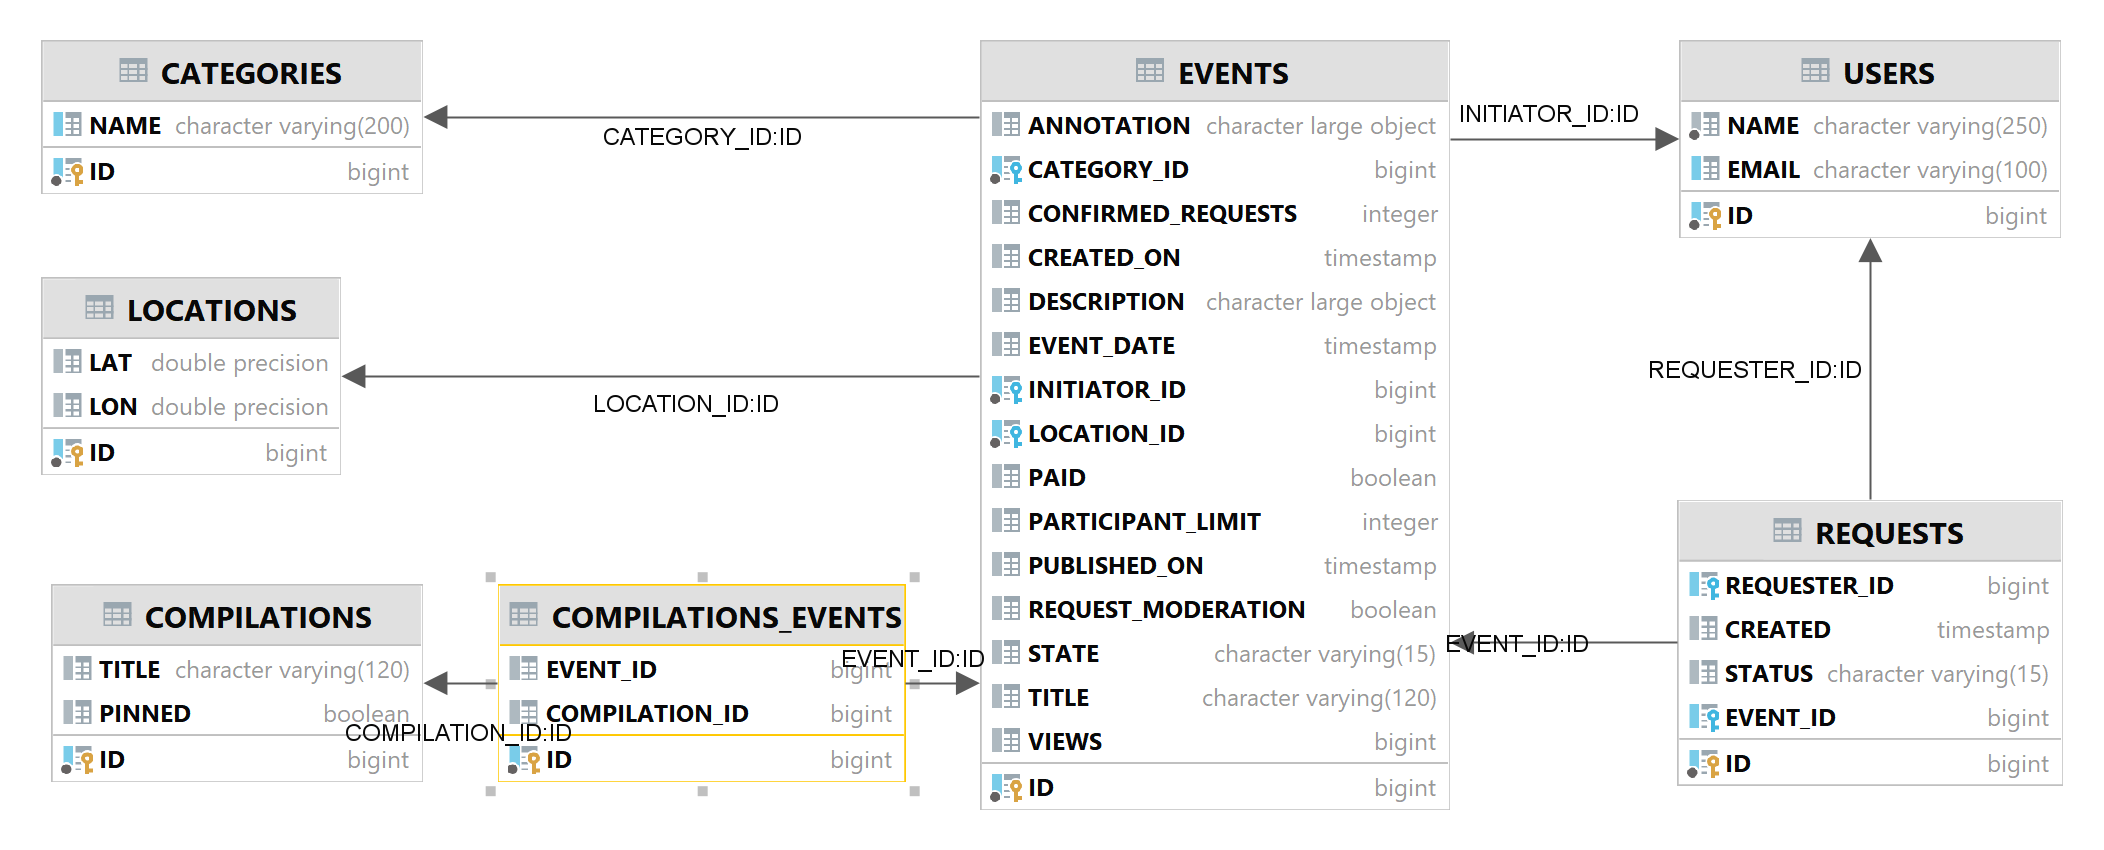 CATEGORIES
NAME character varying(200)
ID bigint
CATEGORY_ID:ID
LOCATIONS
LAT double precision
LON double precision
ID bigint
LOCATION_ID:ID
COMPILATIONS
TITLE character varying(120)
PINNED boolean
ID bigint
COMPILATION_ID:ID
COMPILATIONS_EVENTS
EVENT_ID bigint
COMPILATION_ID bigint
ID bigint
EVENT_ID:ID
EVENTS
ANNOTATION character large object
CATEGORY_ID bigint
CONFIRMED_REQUESTS integer
CREATED_ON timestamp
DESCRIPTION character large object
EVENT_DATE timestamp
INITIATOR_ID bigint
LOCATION_ID bigint
PAID boolean
PARTICIPANT_LIMIT integer
PUBLISHED_ON timestamp
REQUEST_MODERATION boolean
STATE character varying(15)
TITLE character varying(120)
VIEWS bigint
ID bigint
INITIATOR_ID:ID
USERS
NAME character varying(250)
EMAIL character varying(100)
ID bigint
REQUESTER_ID:ID
REQUESTS
REQUESTER_ID bigint
CREATED timestamp
STATUS character varying(15)
EVENT_ID bigint
ID bigint
EVENT_ID:ID